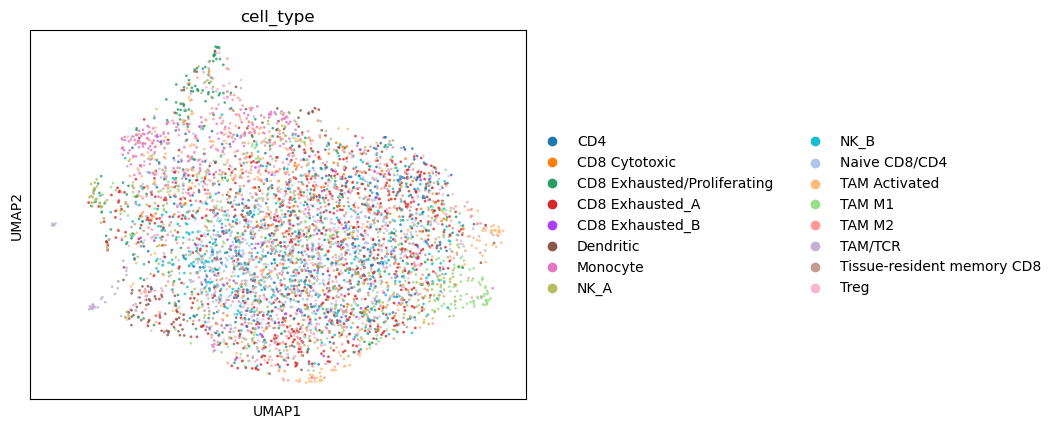 cell_type
UMAP2
UMAP1
CD4
CD8 Cytotoxic
CD8 Exhausted/Proliferating
CD8 Exhausted_A
CD8 Exhausted_B
Dendritic
Monocyte
NK_A
NK_B
Naive CD8/CD4
TAM Activated
TAM M1
TAM M2
TAM/TCR
Tissue-resident memory CD8
Treg